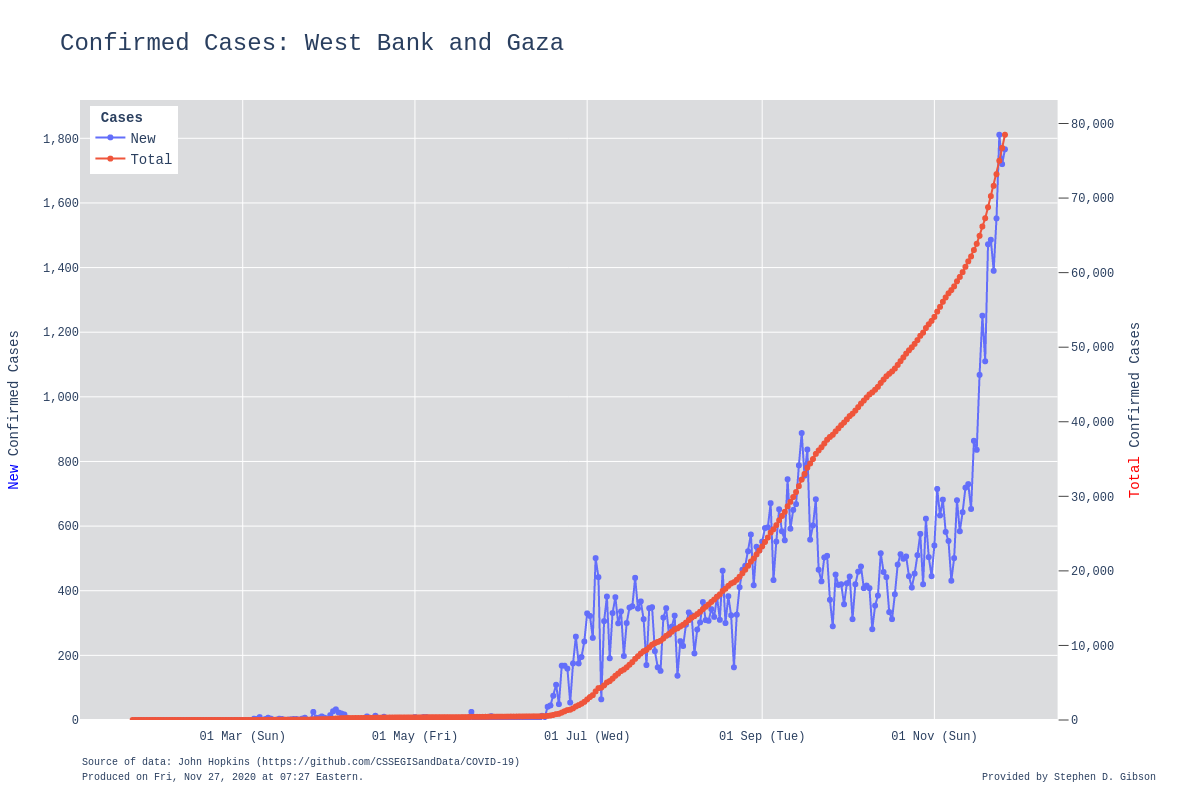 Confirmed Cases: West Bank and Gaza
Cases
New
Total
1,800
1,600
1,400
1,200
1,000
800
600
400
200
0
New Confirmed Cases
80,000
70,000
60,000
50,000
40,000
30,000
20,000
10,000
0
Total Confirmed Cases
01 Mar (Sun) 01 May (Fri) 01 Jul (Wed) 01 Sep (Tue) 01 Nov (Sun)
Source of data: John Hopkins (https://github.com/CSSEGISandData/COVID-19)
Produced on Fri, Nov 27, 2020 at 07:27 Eastern.
Provided by Stephen D. Gibson